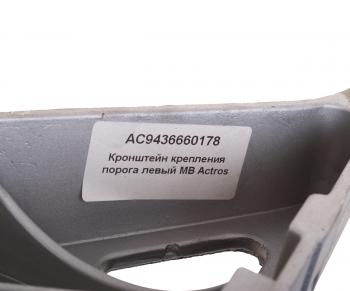 AC9436660178
Кронштейн крепления
порога левый MB Actros